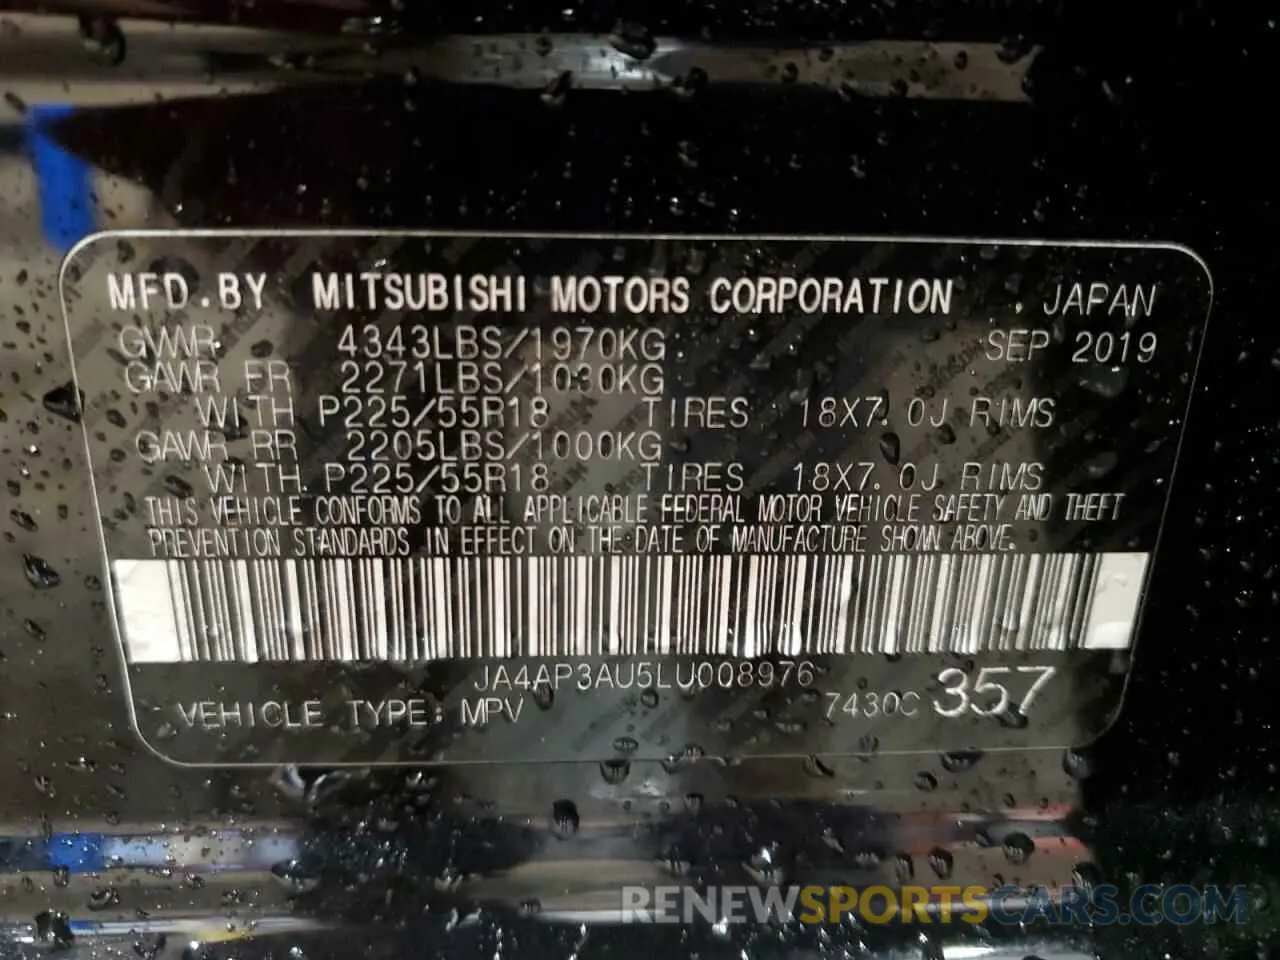 MFD.BY MITSUBISHI MOTORS CORPORATION , JAPAN
GVWR 4343LBS/1970KG SEP 2019
GAWR FR 2271LBS/1030KG
WITH P225/55R18 TIRES 18X7.0J RIMS
GAWR RR 2205LBS/1000KG
WITH P225/55R18 TIRES 18X7.0J RIMS
THIS VEHICLE CONFORMS TO ALL APPLICABLE FEDERAL MOTOR VEHICLE SAFETY AND THEFT
PREVENTION STANDARDS IN EFFECT ON THE DATE OF MANUFACTURE SHOWN ABOVE.
JA4AP3AU5LU008976
VEHICLE TYPE: MPV 7430C 357
RENEWSPORTSCARS.COM